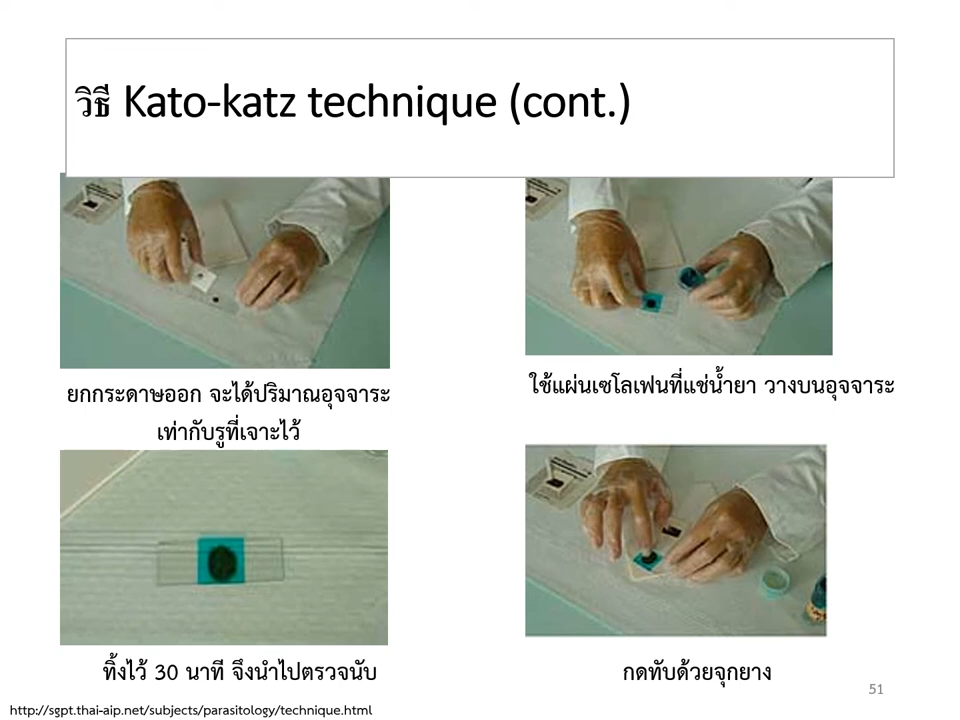 วิธี Kato-katz technique (cont.)
ยกกระดาษออก จะได้ปริมาณอุจจาระ
เท่ากับรูที่เจาะไว้
ใช้แผ่นเซโลเฟนที่แช่น้ำยา วางบนอุจจาระ
ทิ้งไว้ 30 นาที จึงนำไปตรวจนับ
กดทับด้วยจุกยาง
51
http://sgpt.thai-aip.net/subjects/parasitology/technique.html